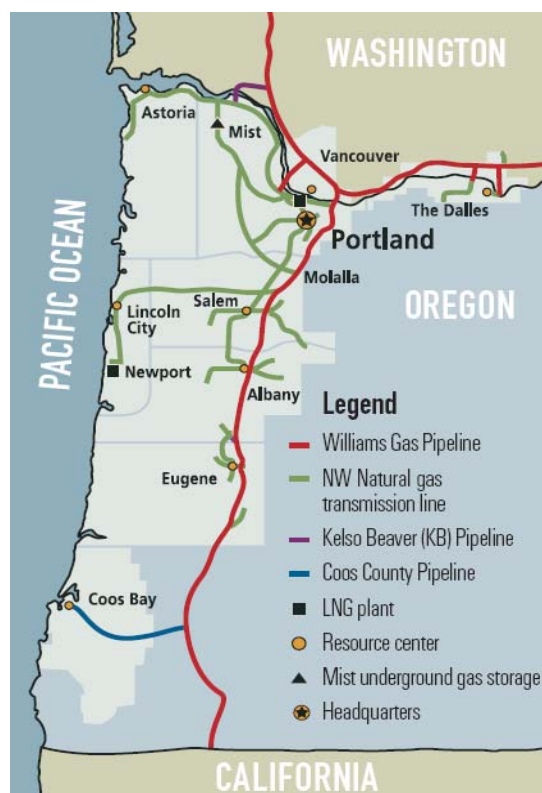 WASHINGTON
Astoria
Mist
Vancouver
The Dalles
Portland
Molalla
PACIFIC OCEAN
OREGON
Lincoln
City
Salem
Newport
Albany
Eugene
Coos Bay
Legend
Williams Gas Pipeline
NW Natural gas
transmission line
Kelso Beaver (KB) Pipeline
Coos County Pipeline
LNG plant
Resource center
Mist underground gas storage
Headquarters
CALIFORNIA